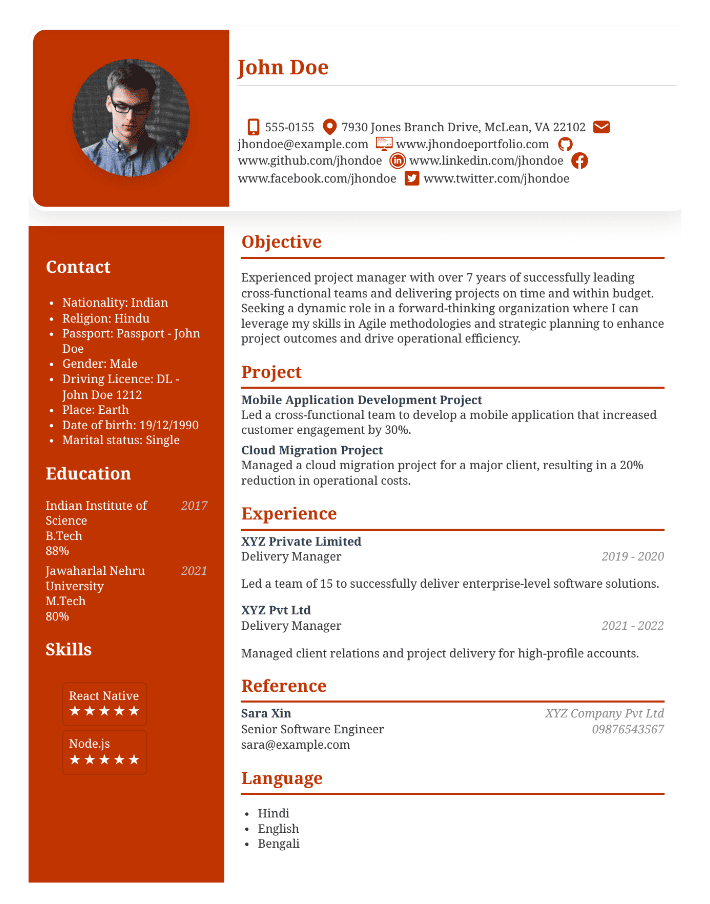 John Doe
555-0155 7930 Jones Branch Drive, McLean, VA 22102
jhondoe@example.com www.jhondoeportfolio.com
www.github.com/jhondoe www.linkedin.com/jhondoe
www.facebook.com/jhondoe www.twitter.com/jhondoe
Contact
• Nationality: Indian
• Religion: Hindu
• Passport: Passport - John
Doe
• Gender: Male
• Driving Licence: DL -
John Doe 1212
• Place: Earth
• Date of birth: 19/12/1990
• Marital status: Single
Education
Indian Institute of 2017
Science
B.Tech
88%
Jawaharlal Nehru 2021
University
M.Tech
80%
Skills
React Native
★★★★★
Node.js
★★★★★
Objective
Experienced project manager with over 7 years of successfully leading
cross-functional teams and delivering projects on time and within budget.
Seeking a dynamic role in a forward-thinking organization where I can
leverage my skills in Agile methodologies and strategic planning to enhance
project outcomes and drive operational efficiency.
Project
Mobile Application Development Project
Led a cross-functional team to develop a mobile application that increased
customer engagement by 30%.
Cloud Migration Project
Managed a cloud migration project for a major client, resulting in a 20%
reduction in operational costs.
Experience
XYZ Private Limited
Delivery Manager 2019 - 2020
Led a team of 15 to successfully deliver enterprise-level software solutions.
XYZ Pvt Ltd
Delivery Manager 2021 - 2022
Managed client relations and project delivery for high-profile accounts.
Reference
Sara Xin XYZ Company Pvt Ltd
Senior Software Engineer 09876543567
sara@example.com
Language
• Hindi
• English
• Bengali